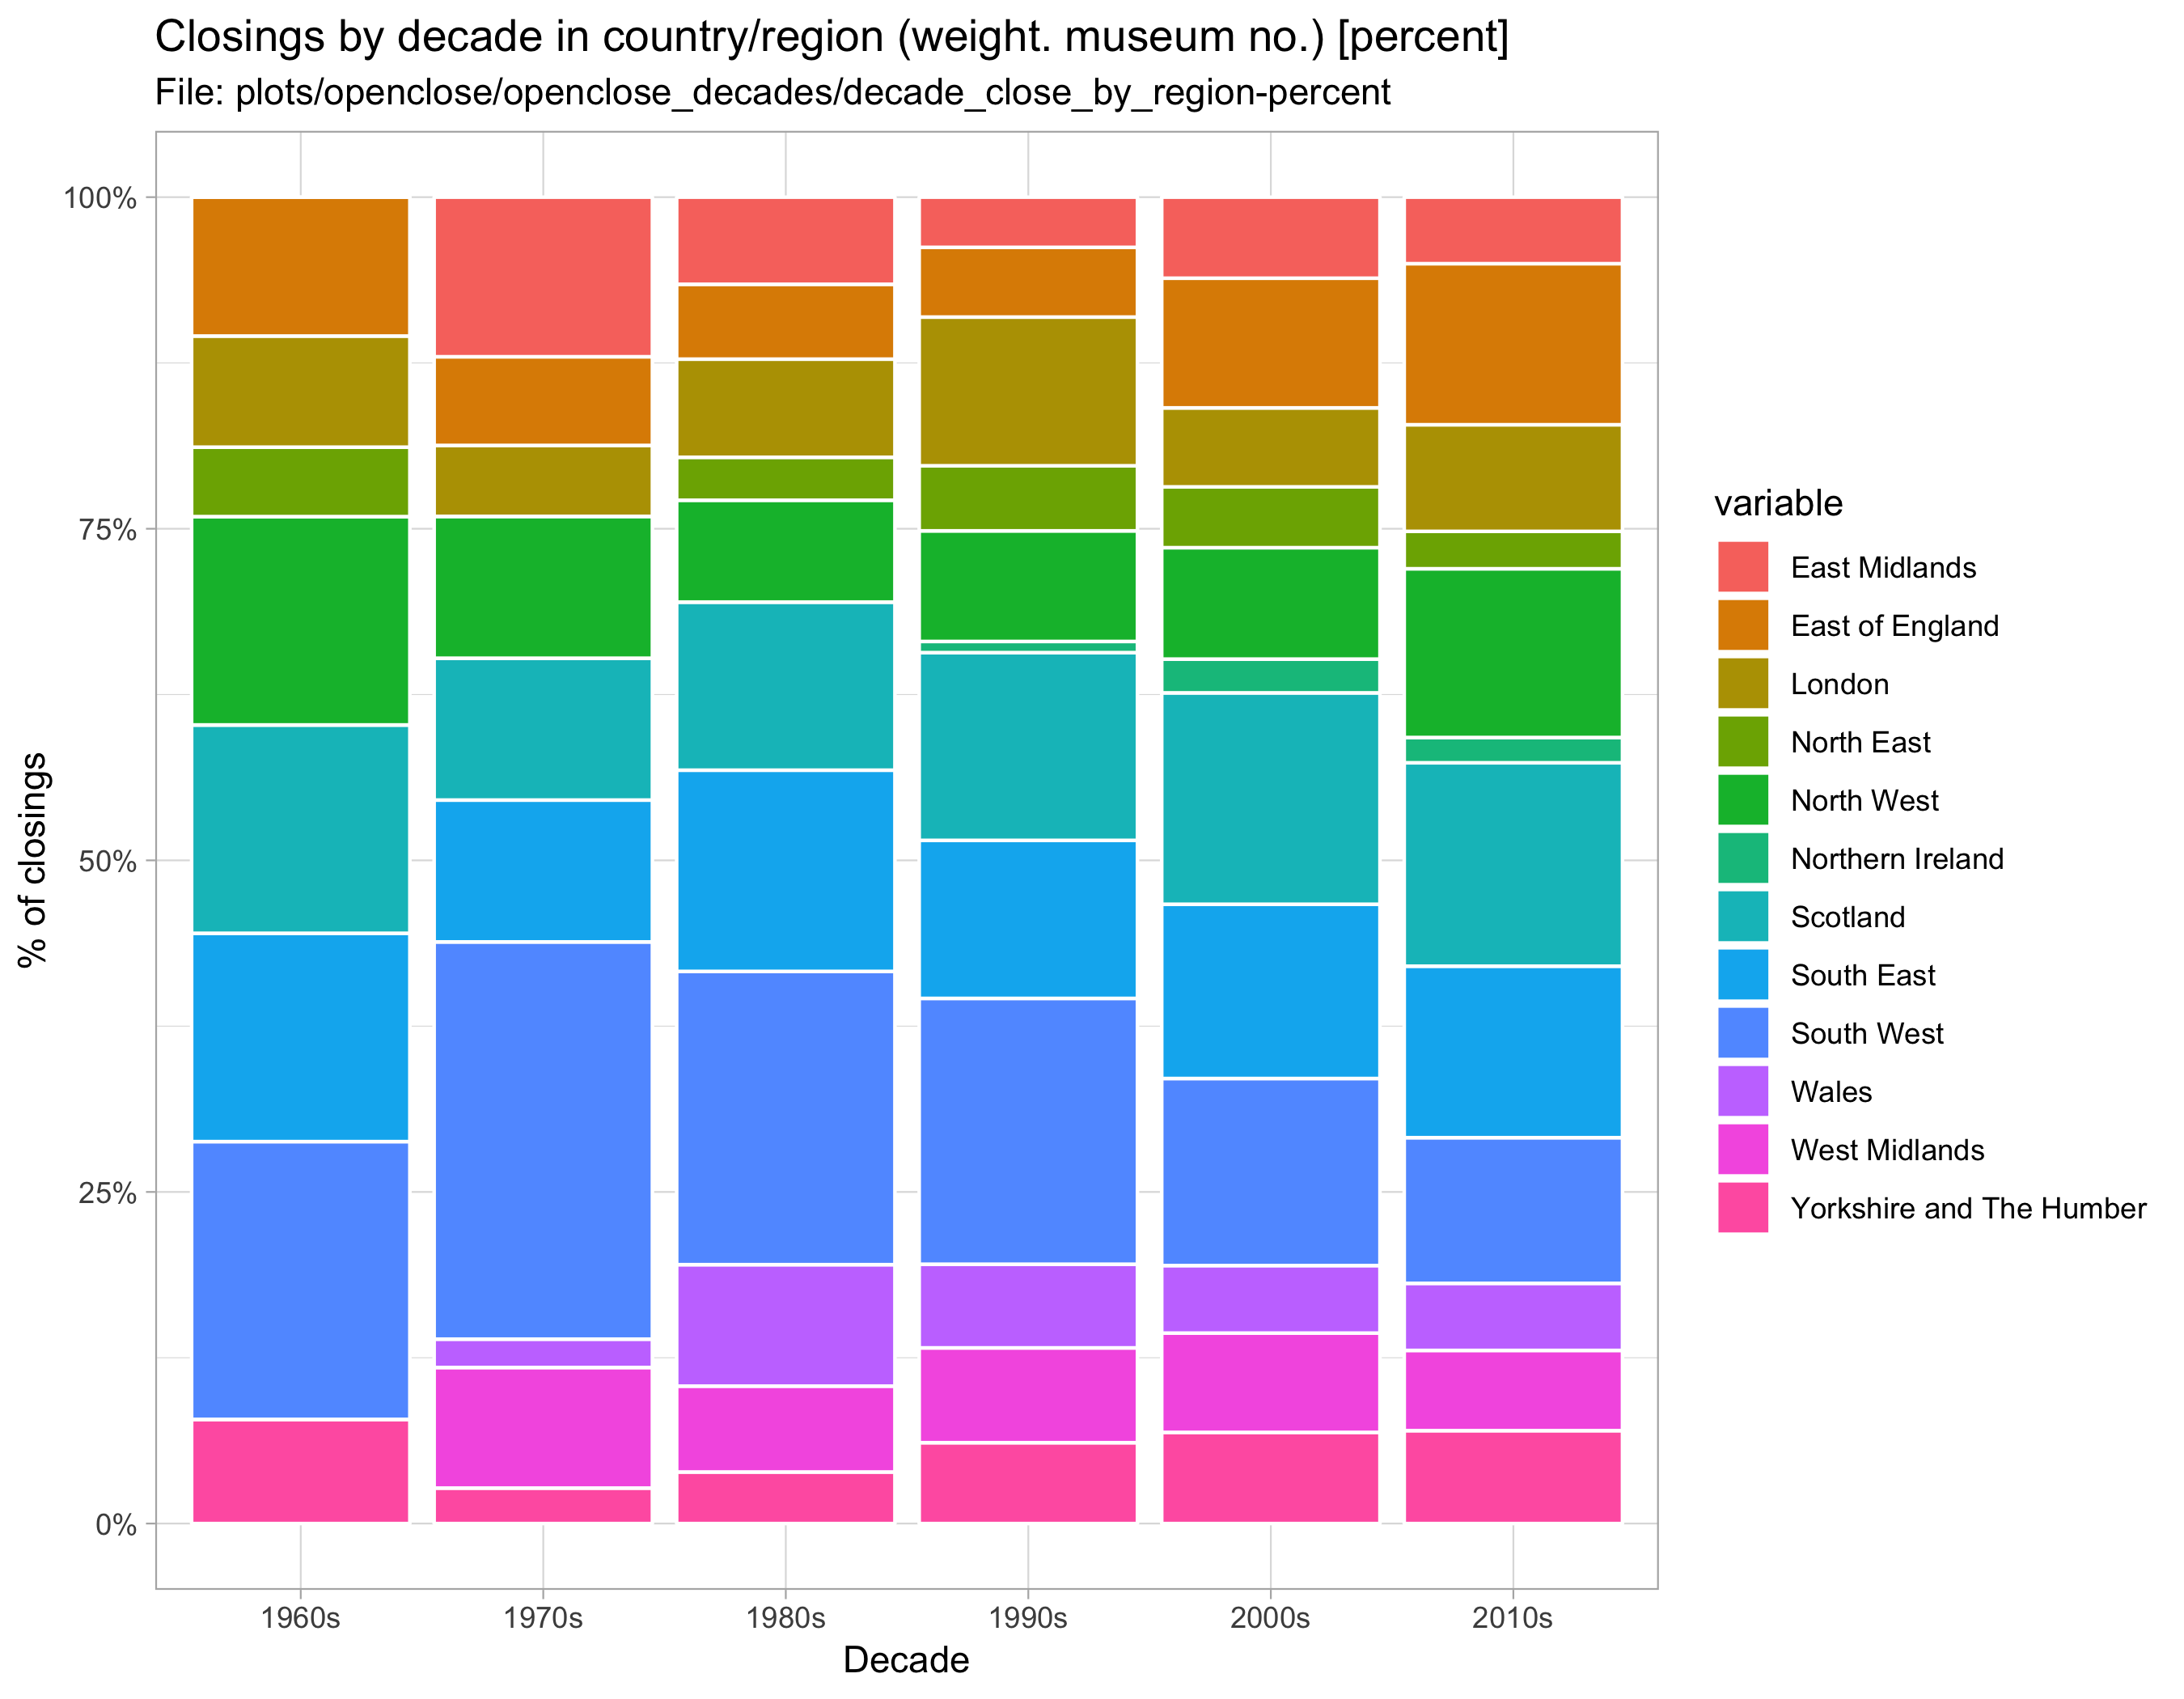 Closings by decade in country/region (weight. museum no.) [percent]
File: plots/openclose/openclose_decades/decade_close_by_region-percent
% of closings
100%
75%
50%
25%
0%
1960s 1970s 1980s 1990s 2000s 2010s
Decade
variable
East Midlands
East of England
London
North East
North West
Northern Ireland
Scotland
South East
South West
Wales
West Midlands
Yorkshire and The Humber